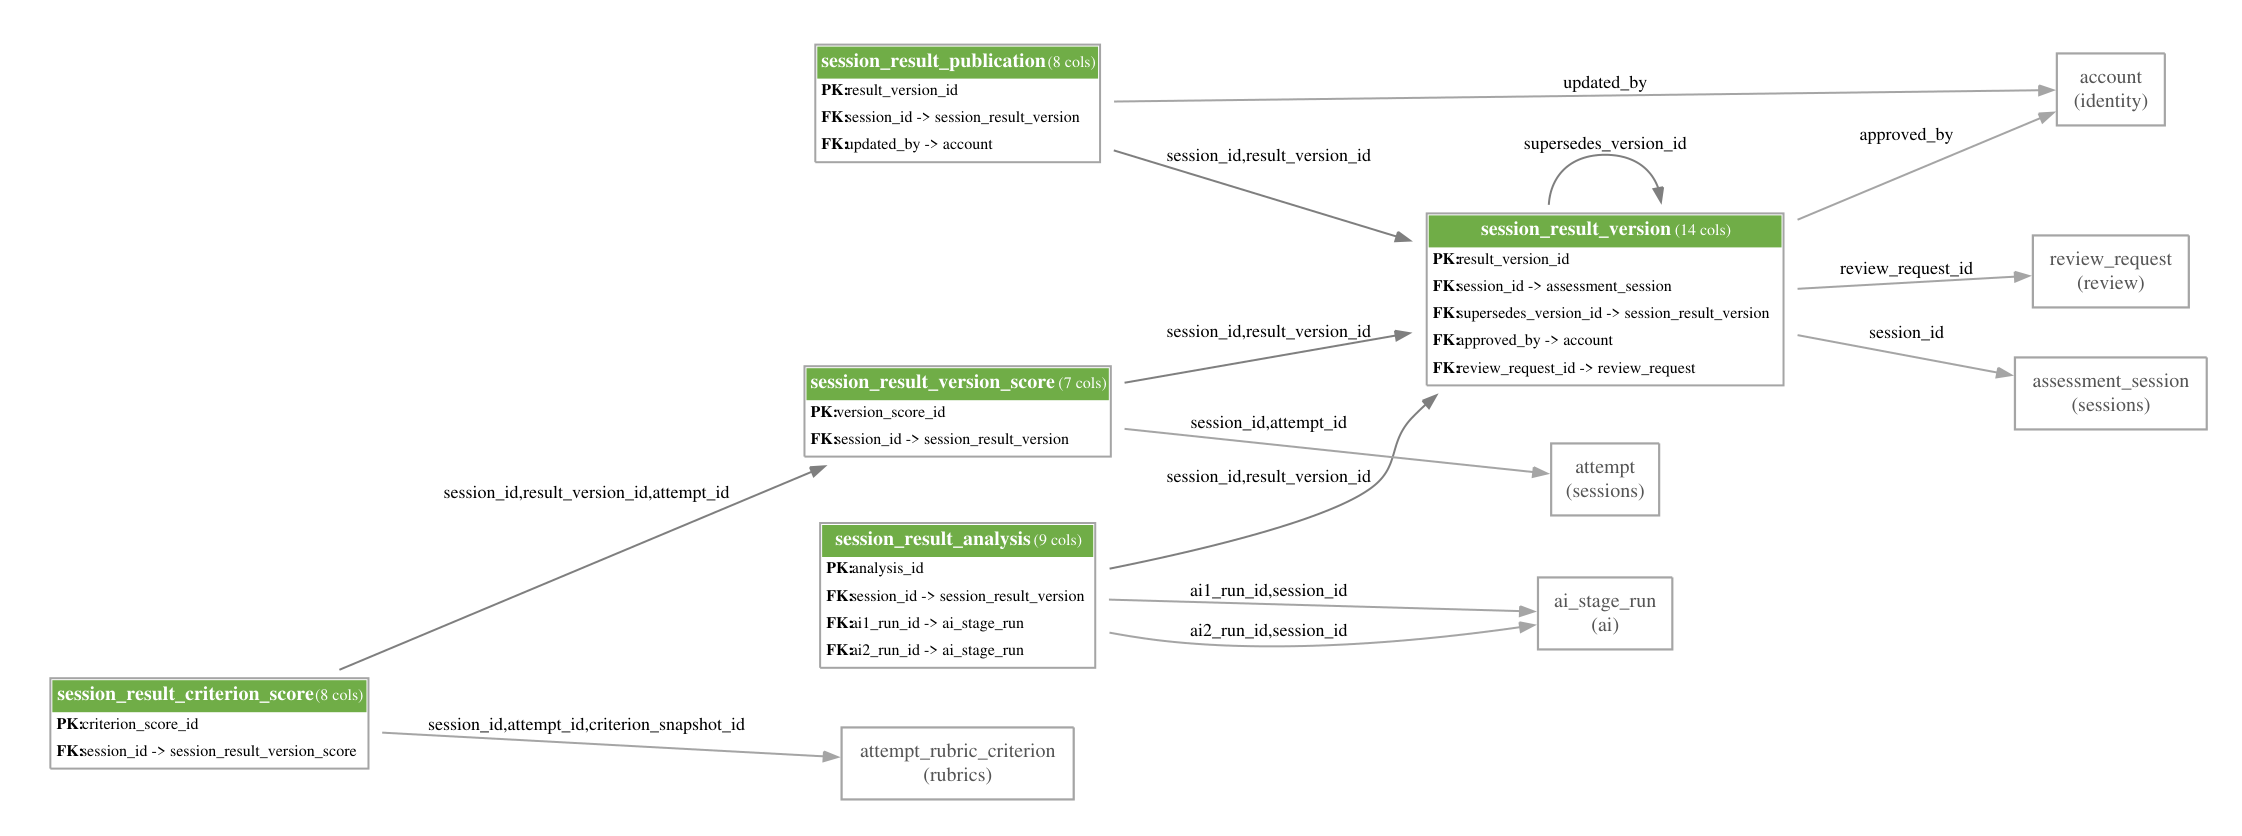 session_result_publication (8 cols)
PK:result_version_id
FK:session_id -> session_result_version
FK:updated_by -> account
updated_by
account
(identity)
approved_by
session_id,result_version_id
supersedes_version_id
session_result_version (14 cols)
PK:result_version_id
FK:session_id -> assessment_session
FK:supersedes_version_id -> session_result_version
FK:approved_by -> account
FK:review_request_id -> review_request
review_request_id
review_request
(review)
session_id
assessment_session
(sessions)
session_id,result_version_id
session_result_version_score (7 cols)
PK:version_score_id
FK:session_id -> session_result_version
session_id,attempt_id
attempt
(sessions)
session_id,result_version_id
session_id,result_version_id,attempt_id
session_result_analysis (9 cols)
PK:analysis_id
FK:session_id -> session_result_version
FK:ai1_run_id -> ai_stage_run
FK:ai2_run_id -> ai_stage_run
ai1_run_id,session_id
ai2_run_id,session_id
ai_stage_run
(ai)
session_result_criterion_score (8 cols)
PK:criterion_score_id
FK:session_id -> session_result_version_score
session_id,attempt_id,criterion_snapshot_id
attempt_rubric_criterion
(rubrics)